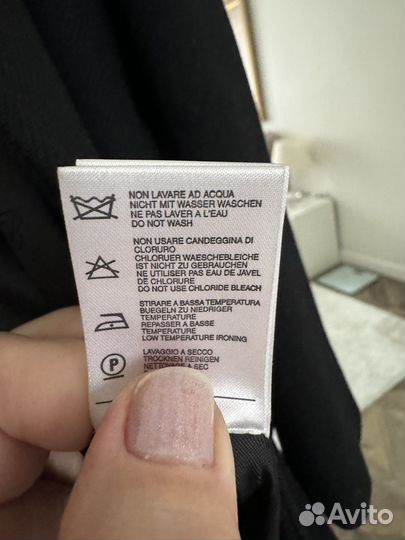 NON LAVARE AD ACQUA
NICHT MIT WASSER WASCHEN
NE PAS LAVER A L'EAU
DO NOT WASH
NON USARE CANDEGGINA DI
CLORIURO
CHLORUER WAESCHEBLEICHE
IST NICHT ZU GEBRAUCHEN
NE UTILISER PAS EAU DE JAVEL
DE CHLORURE
DO NOT USE CHLORIDE BLEACH
STIRARE A BASSA TEMPERATURA
BUEGELN ZU NIEDRIGER
TEMPERATURE
REPASSER A BASSE
TEMPERATURE
LOW TEMPERATURE IRONING
P
LAVAGGIO A SECCO
TROCKNEN REINIGEN
NETTOYAGE A SEC
Avito